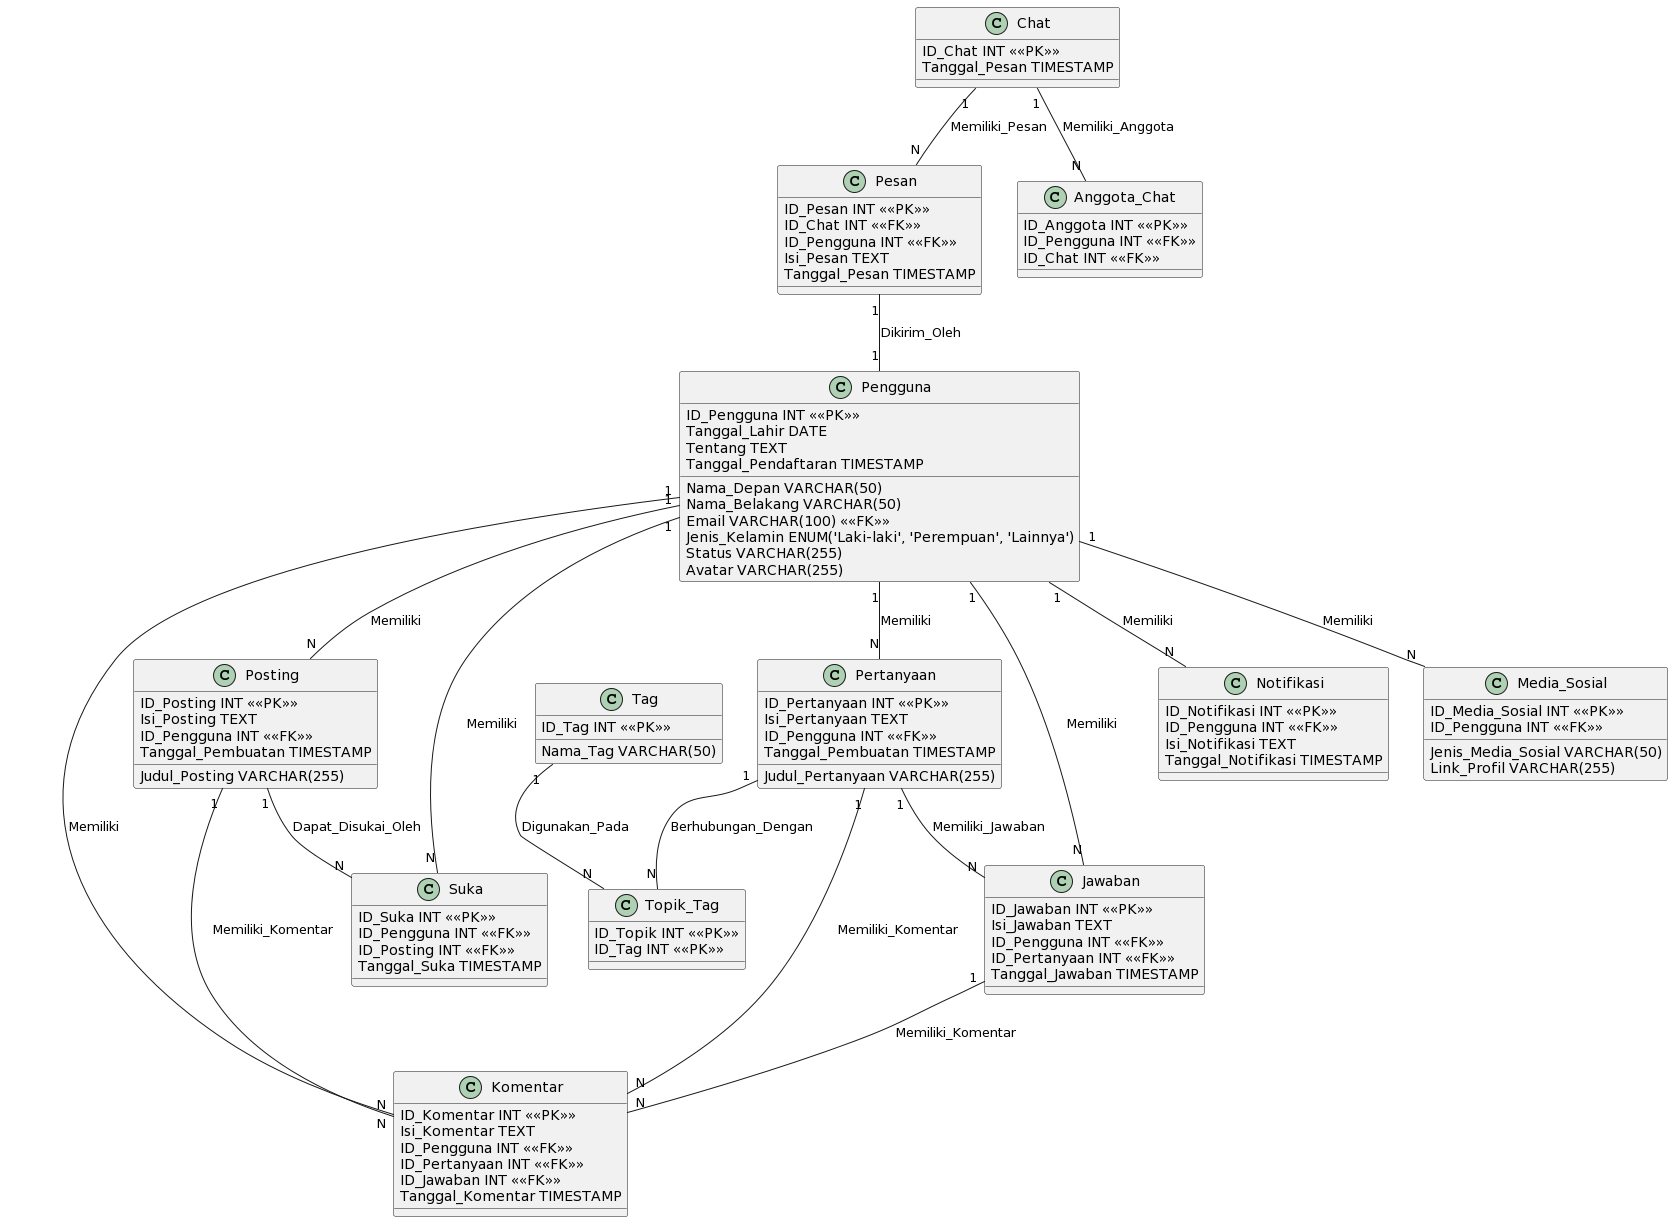 Chat
ID_Chat INT «PK»
Tanggal_Pesan TIMESTAMP
1
1
Memiliki_Pesan
Memiliki_Anggota
N
N
Pesan
ID_Pesan INT «PK»
ID_Chat INT «FK»
ID_Pengguna INT «FK»
Isi_Pesan TEXT
Tanggal_Pesan TIMESTAMP
Anggota_Chat
ID_Anggota INT «PK»
ID_Pengguna INT «FK»
ID_Chat INT «FK»
1
Dikirim_Oleh
1
Pengguna
ID_Pengguna INT «PK»
Tanggal_Lahir DATE
Tentang TEXT
Tanggal_Pendaftaran TIMESTAMP
Nama_Depan VARCHAR(50)
Nama_Belakang VARCHAR(50)
Email VARCHAR(100) «FK»
Jenis_Kelamin ENUM('Laki-laki', 'Perempuan', 'Lainnya')
Status VARCHAR(255)
Avatar VARCHAR(255)
1
1
1
1
1
1
1
Memiliki
Memiliki
Memiliki
Memiliki
N
N
N
N
Posting
ID_Posting INT «PK»
Isi_Posting TEXT
ID_Pengguna INT «FK»
Tanggal_Pembuatan TIMESTAMP
Judul_Posting VARCHAR(255)
Memiliki
Tag
ID_Tag INT «PK»
Nama_Tag VARCHAR(50)
Pertanyaan
ID_Pertanyaan INT «PK»
Isi_Pertanyaan TEXT
ID_Pengguna INT «FK»
Tanggal_Pembuatan TIMESTAMP
Judul_Pertanyaan VARCHAR(255)
Memiliki
Notifikasi
ID_Notifikasi INT «PK»
ID_Pengguna INT «FK»
Isi_Notifikasi TEXT
Tanggal_Notifikasi TIMESTAMP
Media_Sosial
ID_Media_Sosial INT «PK»
ID_Pengguna INT «FK»
Jenis_Media_Sosial VARCHAR(50)
Link_Profil VARCHAR(255)
1
1
1
1
1
1
Memiliki
Dapat_Disukai_Oleh
Digunakan_Pada
Berhubungan_Dengan
Memiliki_Jawaban
N
N
N
N
N
N
Suka
ID_Suka INT «PK»
ID_Pengguna INT «FK»
ID_Posting INT «FK»
Tanggal_Suka TIMESTAMP
Topik_Tag
ID_Topik INT «PK»
ID_Tag INT «PK»
Jawaban
ID_Jawaban INT «PK»
Isi_Jawaban TEXT
ID_Pengguna INT «FK»
ID_Pertanyaan INT «FK»
Tanggal_Jawaban TIMESTAMP
Memiliki_Komentar
Memiliki_Komentar
1
Memiliki_Komentar
N
N
N
N
Komentar
ID_Komentar INT «PK»
Isi_Komentar TEXT
ID_Pengguna INT «FK»
ID_Pertanyaan INT «FK»
ID_Jawaban INT «FK»
Tanggal_Komentar TIMESTAMP